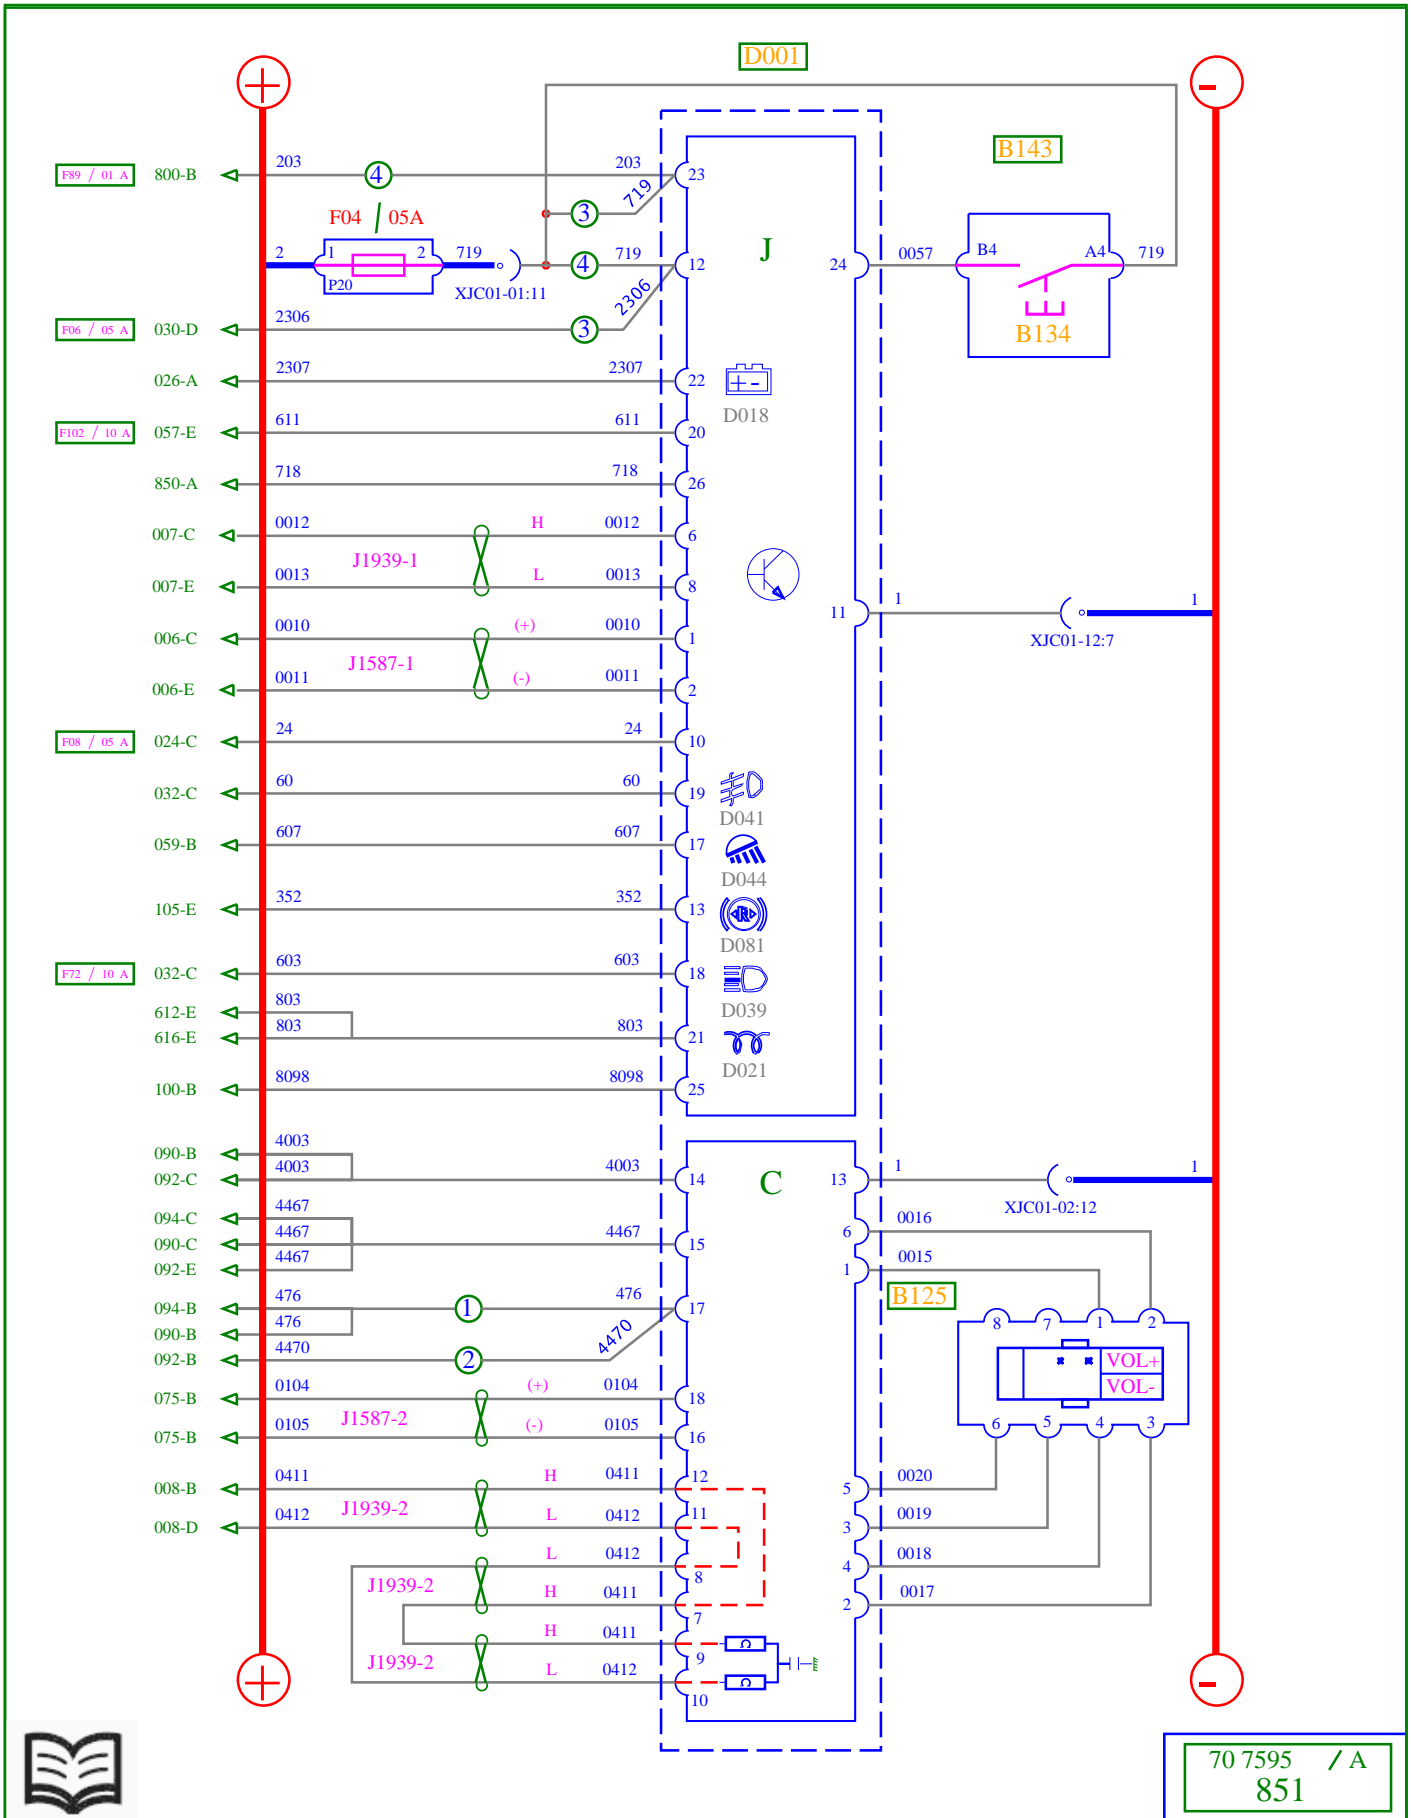 D001
B143
F89 / 01 A 800-B 203 4 203 23
3 719
F04 / 05A
2 1 2 P20 719 XJC01-01:11 4 719 12
J
24 0057 B4 A4 719
B134
F06 / 05 A 030-D 2306 3 2306
026-A 2307 2307 22 + -
D018
F102 / 10 A 057-E 611 611 20
850-A 718 718 26
007-C 0012 H 0012 6
J1939-1
007-E 0013 L 0013 8
11 1 XJC01-12:7 1
006-C 0010 (+) 0010 1
J1587-1
006-E 0011 (-) 0011 2
F08 / 05 A 024-C 24 24 10
032-C 60 60 19
D041
059-B 607 607 17
D044
105-E 352 352 13 R
D081
F72 / 10 A 032-C 603 603 18
D039
612-E 803
616-E 803 803 21
D021
100-B 8098 8098 25
090-B 4003
092-C 4003 4003 14
C
13 1 XJC01-02:12 1
094-C 4467
090-C 4467 4467 15
092-E 4467
6 0016
1 0015
B125
094-B 476 1 476 17
090-B 476
092-B 4470 2 4470
8 7 1 2
VOL+
VOL-
6 5 4 3
075-B 0104 (+) 0104 18
J1587-2
075-B 0105 (-) 0105 16
008-B 0411 H 0411 12
J1939-2
008-D 0412 L 0412 11
5 0020
3 0019
L 0412 8
J1939-2
H 0411 7
4 0018
2 0017
H 0411 9 Ω
J1939-2
L 0412 10 Ω
70 7595 / A
851